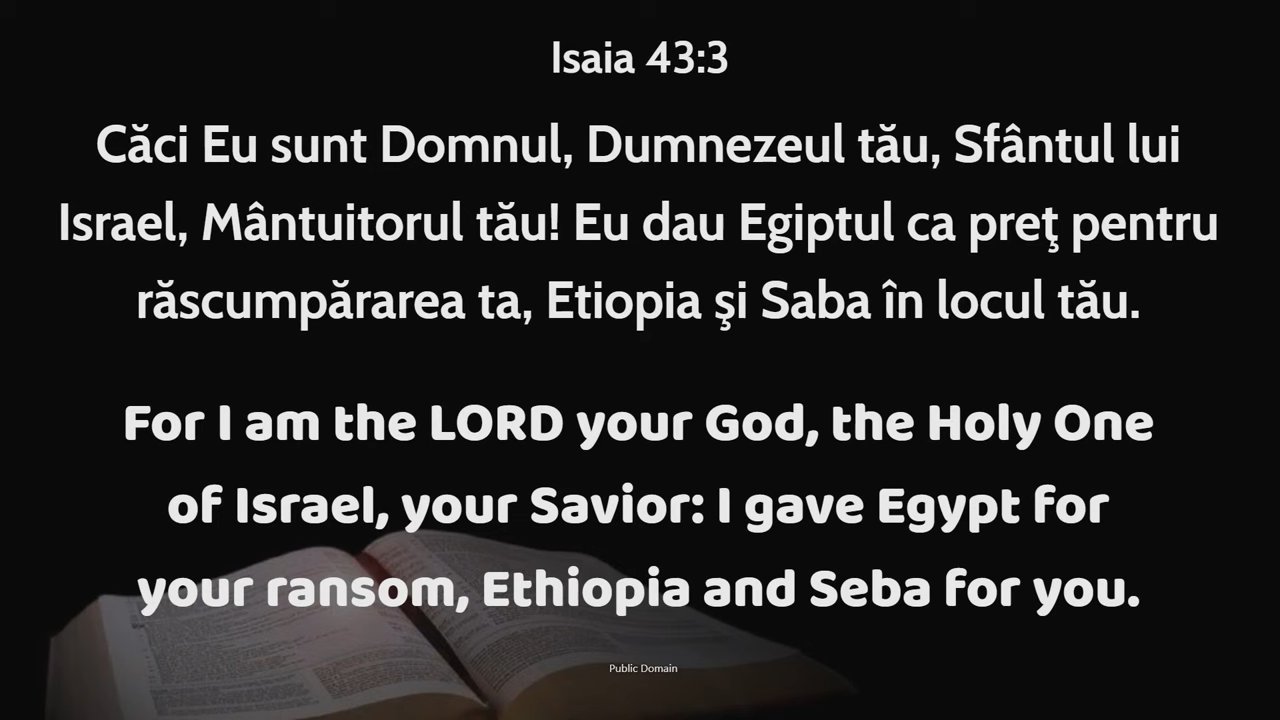 Isaia 43:3
Căci Eu sunt Domnul, Dumnezeul tău, Sfântul lui
Israel, Mântuitorul tău! Eu dau Egiptul ca preţ pentru
răscumpărarea ta, Etiopia şi Saba în locul tău.
For I am the LORD your God, the Holy One
of Israel, your Savior: I gave Egypt for
your ransom, Ethiopia and Seba for you.
Public Domain